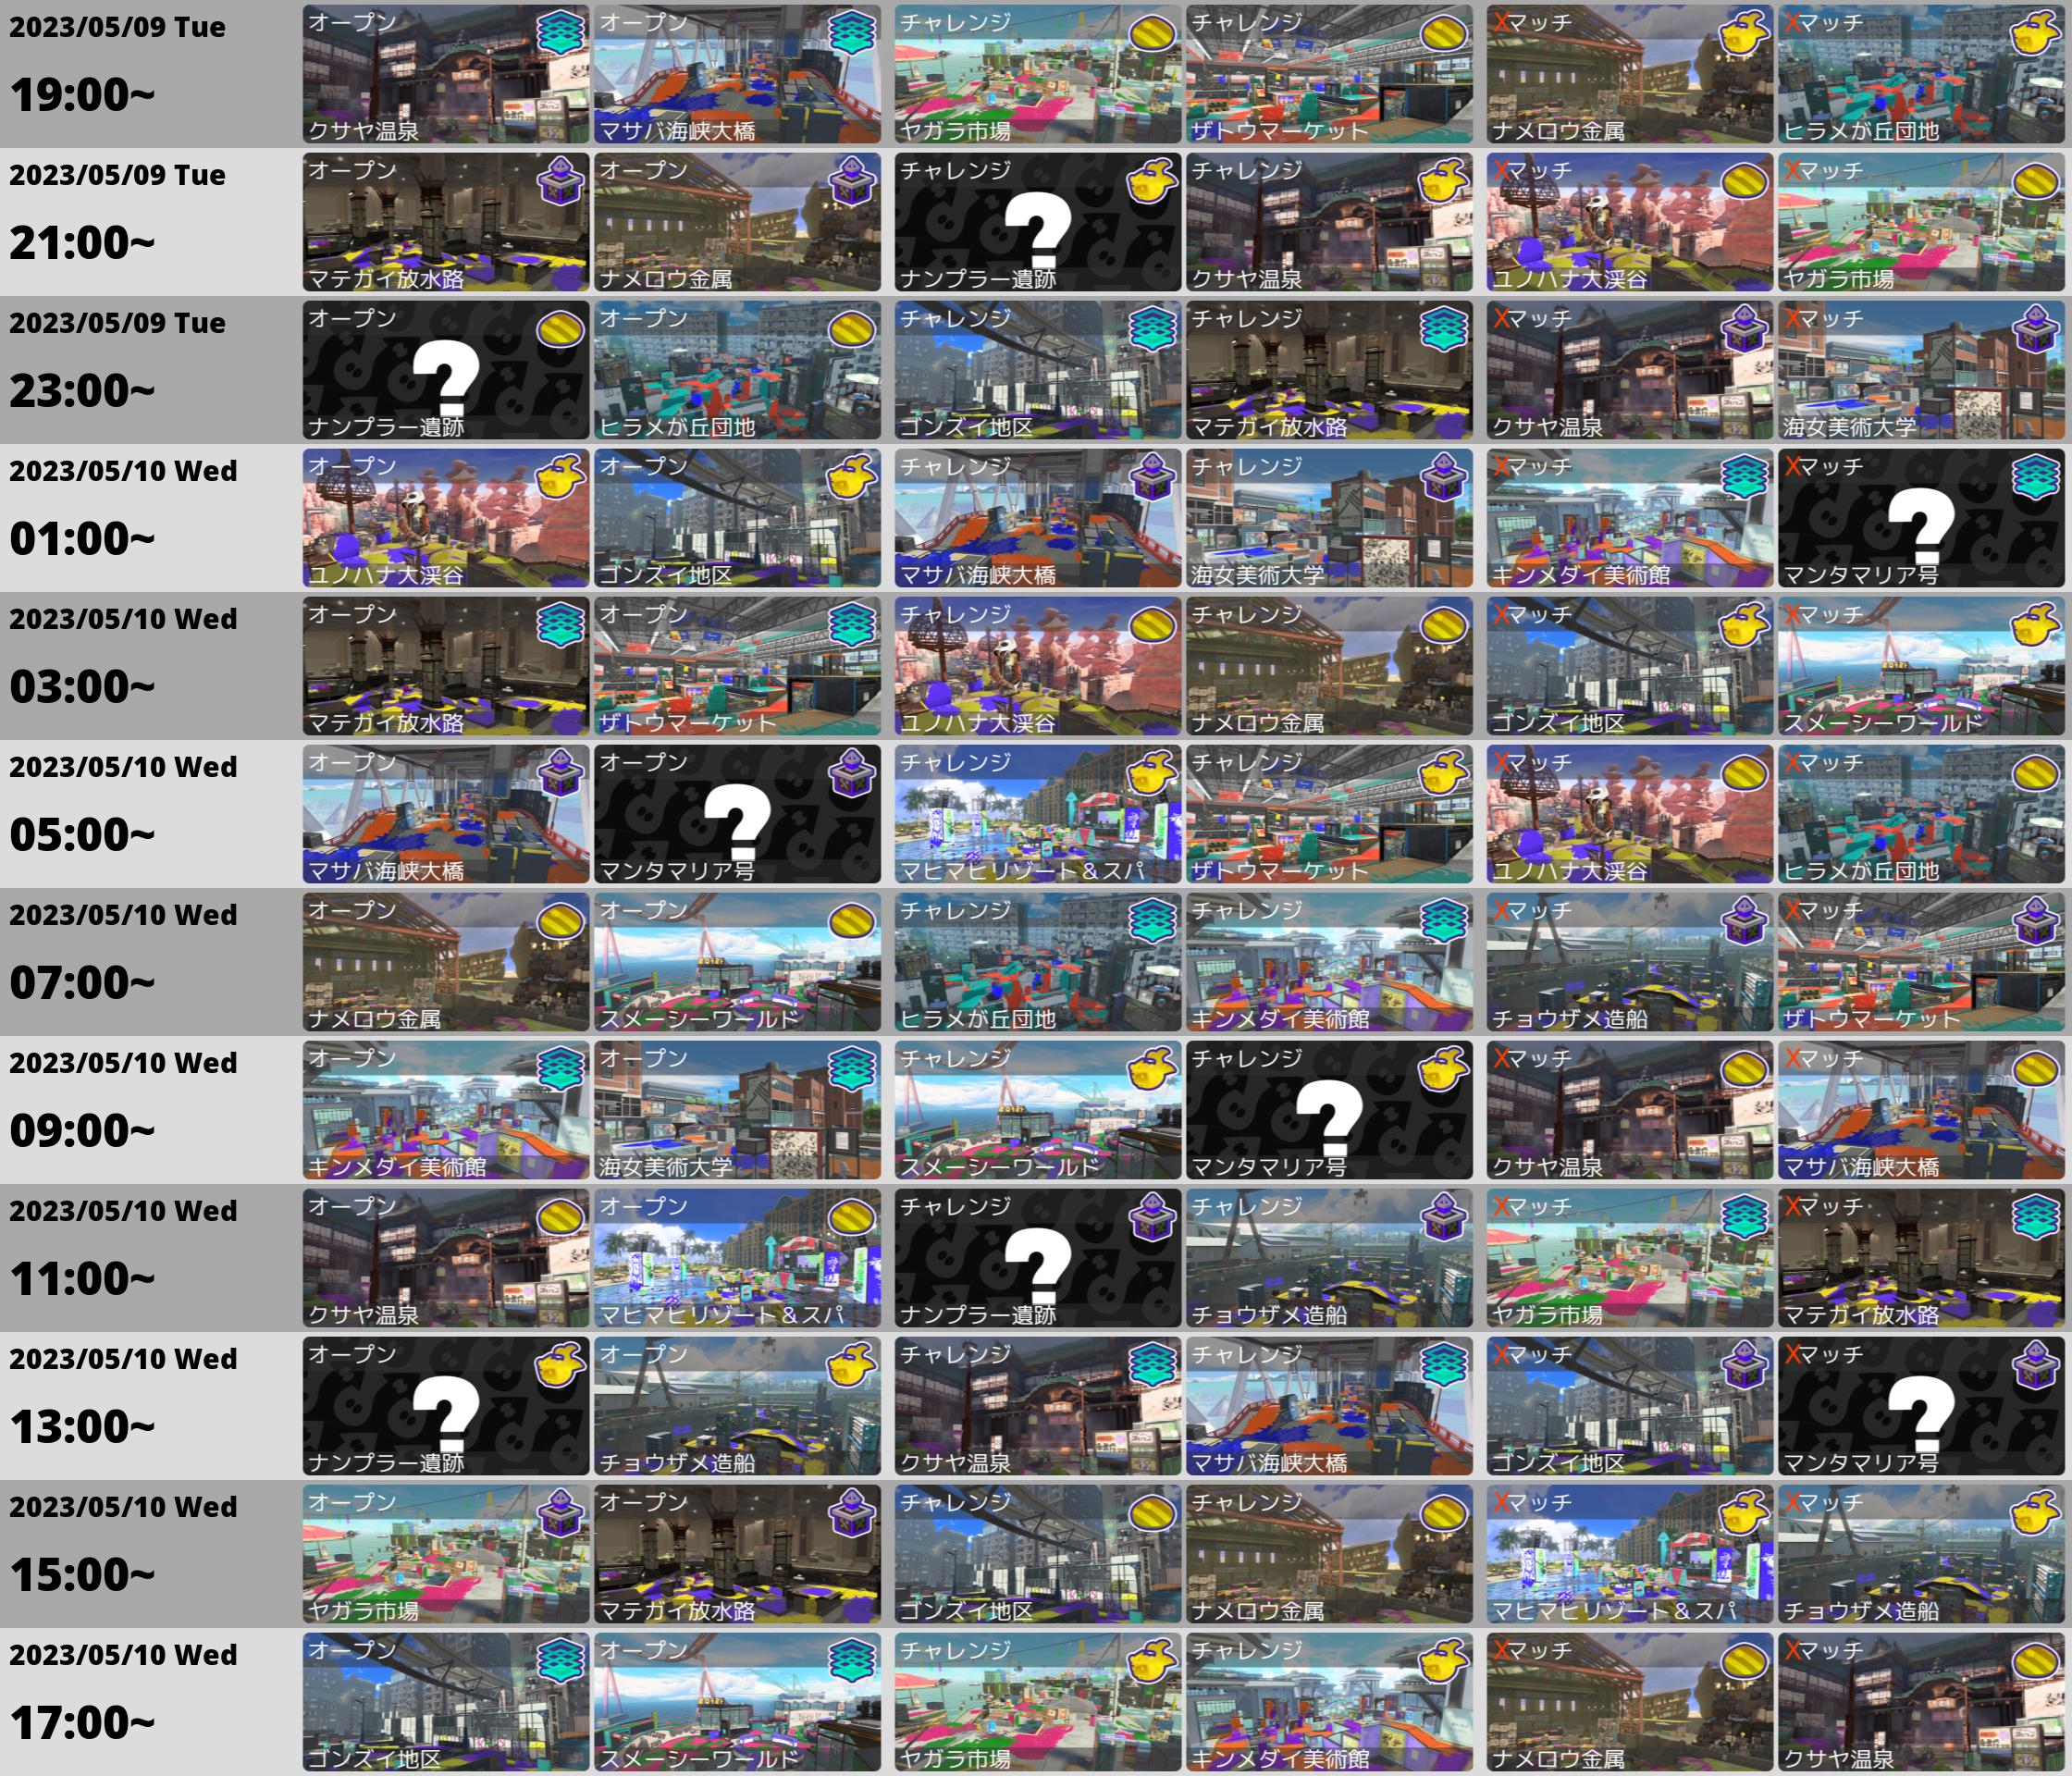 2023/05/09 Tue
19:00~
オープン オープン チャレンジ チャレンジ Xマッチ Xマッチ
クサヤ温泉 マサバ海峡大橋 ヤガラ市場 ザトウマーケット ナメロウ金属 ヒラメが丘団地
2023/05/09 Tue
21:00~
オープン オープン チャレンジ チャレンジ Xマッチ Xマッチ
マテガイ放水路 ナメロウ金属 ナンプラー遺跡 クサヤ温泉 ユノハナ大渓谷 ヤガラ市場
2023/05/09 Tue
23:00~
オープン オープン チャレンジ チャレンジ Xマッチ Xマッチ
ナンプラー遺跡 ヒラメが丘団地 ゴンズイ地区 マテガイ放水路 クサヤ温泉 海女美術大学
2023/05/10 Wed
01:00~
オープン オープン チャレンジ チャレンジ Xマッチ Xマッチ
ユノハナ大渓谷 ゴンズイ地区 マサバ海峡大橋 海女美術大学 キンメダイ美術館 マンタマリア号
2023/05/10 Wed
03:00~
オープン オープン チャレンジ チャレンジ Xマッチ Xマッチ
マテガイ放水路 ザトウマーケット ユノハナ大渓谷 ナメロウ金属 ゴンズイ地区 スメーシーワールド
2023/05/10 Wed
05:00~
オープン オープン チャレンジ チャレンジ Xマッチ Xマッチ
マサバ海峡大橋 マンタマリア号 マヒマヒリゾート&スパ ザトウマーケット ユノハナ大渓谷 ヒラメが丘団地
2023/05/10 Wed
07:00~
オープン オープン チャレンジ チャレンジ Xマッチ Xマッチ
ナメロウ金属 スメーシーワールド ヒラメが丘団地 キンメダイ美術館 チョウザメ造船 ザトウマーケット
2023/05/10 Wed
09:00~
オープン オープン チャレンジ チャレンジ Xマッチ Xマッチ
キンメダイ美術館 海女美術大学 スメーシーワールド マンタマリア号 クサヤ温泉 マサバ海峡大橋
2023/05/10 Wed
11:00~
オープン オープン チャレンジ チャレンジ Xマッチ Xマッチ
クサヤ温泉 マヒマヒリゾート&スパ ナンプラー遺跡 チョウザメ造船 ヤガラ市場 マテガイ放水路
2023/05/10 Wed
13:00~
オープン オープン チャレンジ チャレンジ Xマッチ Xマッチ
ナンプラー遺跡 チョウザメ造船 クサヤ温泉 マサバ海峡大橋 ゴンズイ地区 マンタマリア号
2023/05/10 Wed
15:00~
オープン オープン チャレンジ チャレンジ Xマッチ Xマッチ
ヤガラ市場 マテガイ放水路 ゴンズイ地区 ナメロウ金属 マヒマヒリゾート&スパ チョウザメ造船
2023/05/10 Wed
17:00~
オープン オープン チャレンジ チャレンジ Xマッチ Xマッチ
ゴンズイ地区 スメーシーワールド ヤガラ市場 キンメダイ美術館 ナメロウ金属 クサヤ温泉